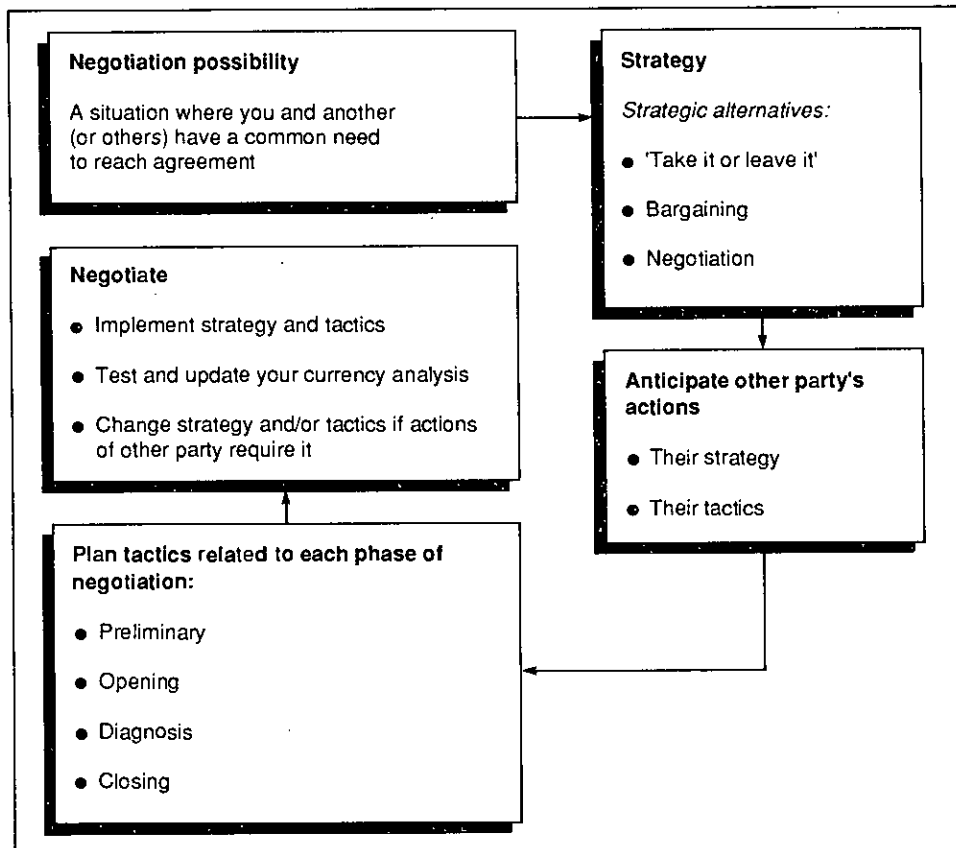 Negotiation possibility
A situation where you and another
(or others) have a common need
to reach agreement
Strategy
Strategic alternatives:
● 'Take it or leave it'
● Bargaining
● Negotiation
Anticipate other party's
actions
● Their strategy
● Their tactics
Plan tactics related to each phase of
negotiation:
● Preliminary
● Opening
● Diagnosis
● Closing
Negotiate
● Implement strategy and tactics
● Test and update your currency analysis
● Change strategy and/or tactics if actions
of other party require it